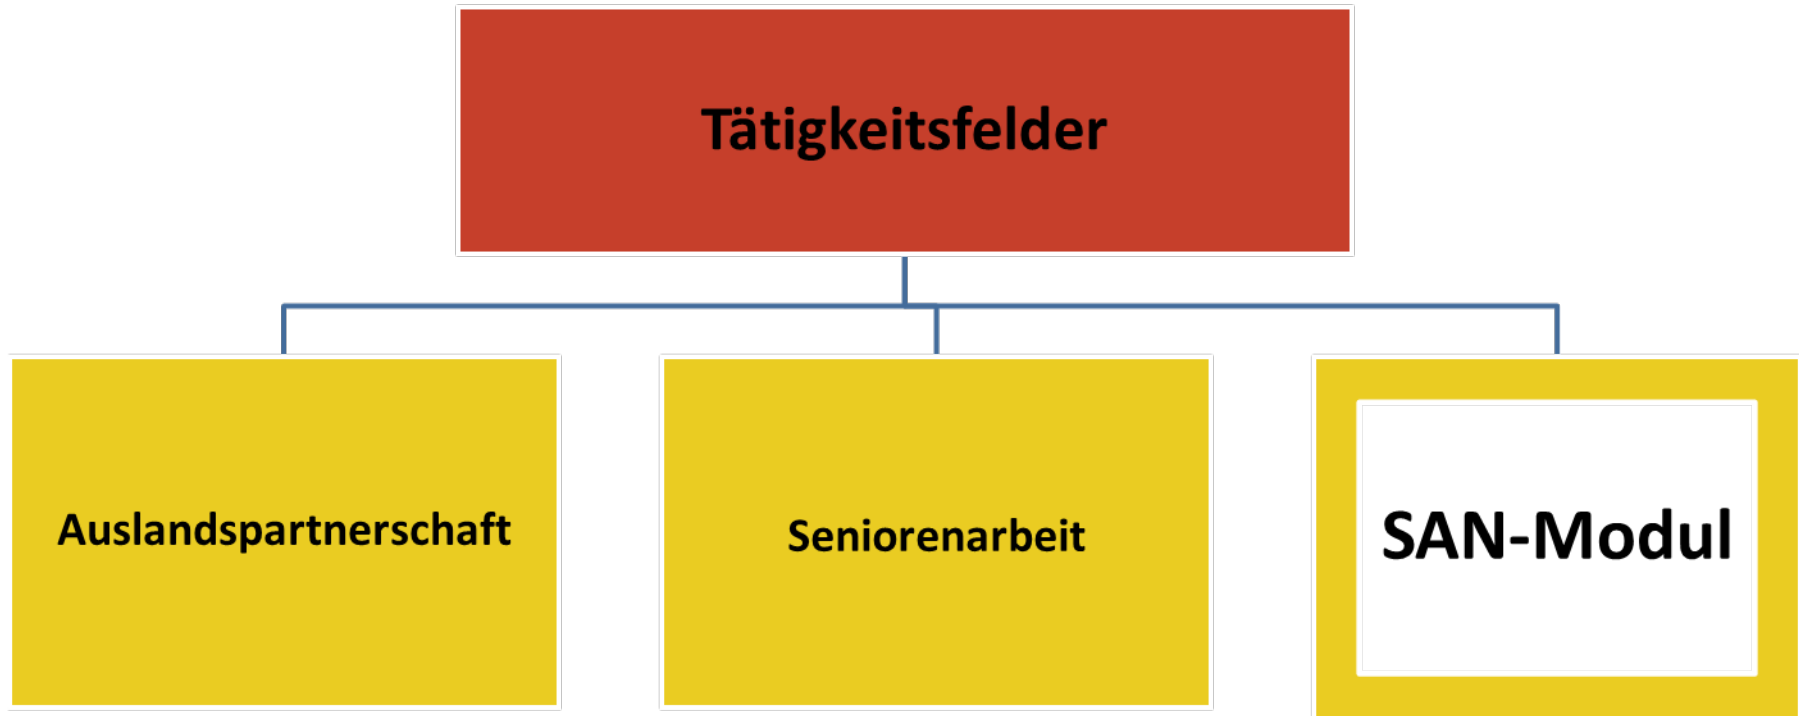 Tätigkeitsfelder
Auslandspartnerschaft
Seniorenarbeit
SAN-Modul